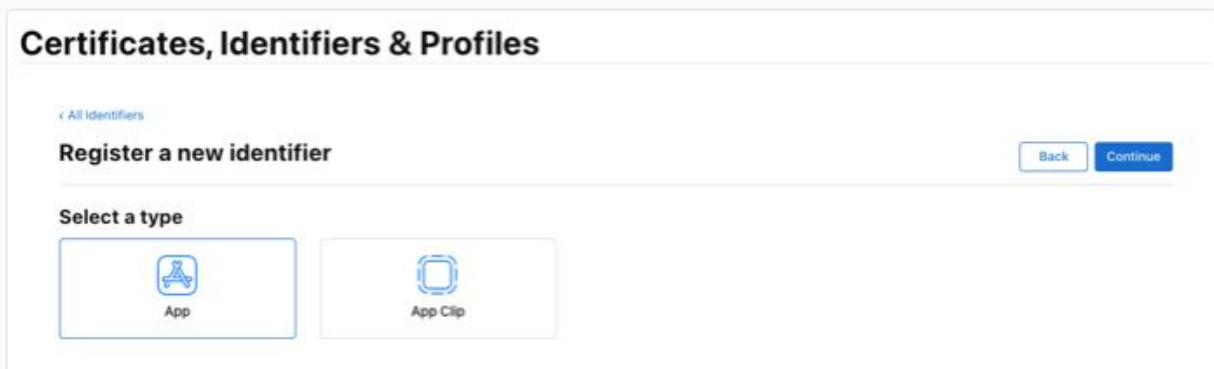 Certificates, Identifiers & Profiles
‹ All Identifiers
Register a new identifier
Back
Continue
Select a type
App
App Clip